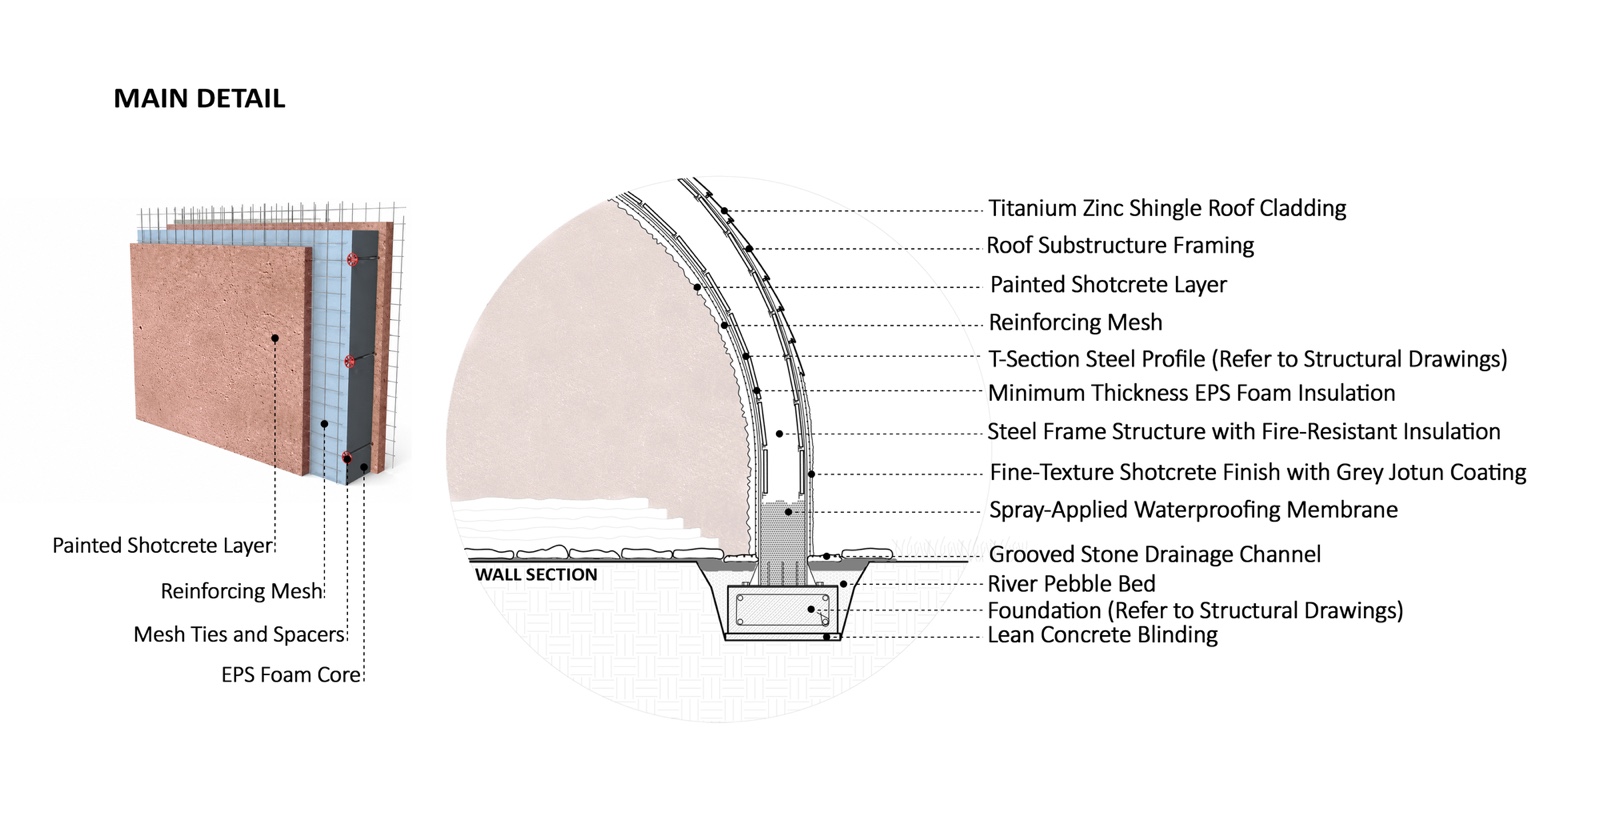 MAIN DETAIL
Painted Shotcrete Layer
Reinforcing Mesh
Mesh Ties and Spacers
EPS Foam Core
WALL SECTION
Titanium Zinc Shingle Roof Cladding
Roof Substructure Framing
Painted Shotcrete Layer
Reinforcing Mesh
T-Section Steel Profile (Refer to Structural Drawings)
Minimum Thickness EPS Foam Insulation
Steel Frame Structure with Fire-Resistant Insulation
Fine-Texture Shotcrete Finish with Grey Jotun Coating
Spray-Applied Waterproofing Membrane
Grooved Stone Drainage Channel
River Pebble Bed
Foundation (Refer to Structural Drawings)
Lean Concrete Blinding